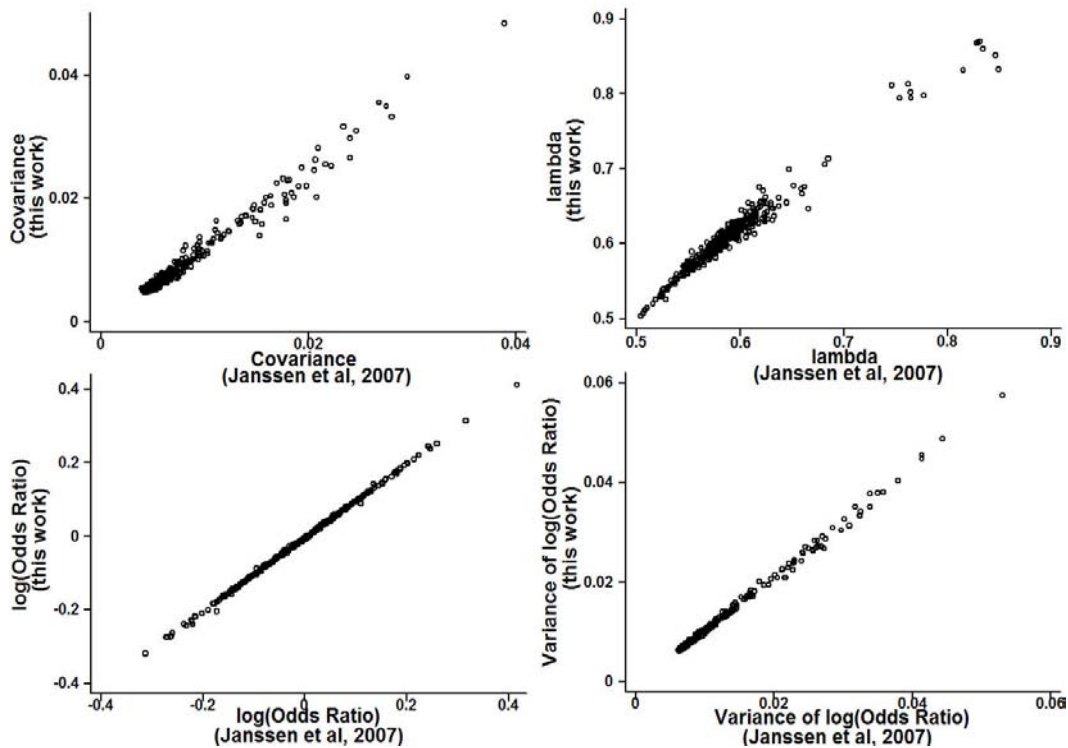 Covariance
(this work)
0.04
0.02
0
0
0.02
0.04
Covariance
(Janssen et al, 2007)
lambda
(this work)
0.9
0.8
0.7
0.6
0.5
0.5
0.6
0.7
0.8
0.9
lambda
(Janssen et al, 2007)
log(Odds Ratio)
(this work)
0.4
0.2
0
-0.2
-0.4
-0.4
-0.2
0
0.2
0.4
log(Odds Ratio)
(Janssen et al, 2007)
Variance of log(Odds Ratio)
(this work)
0.06
0.04
0.02
0
0
0.02
0.04
0.06
Variance of log(Odds Ratio)
(Janssen et al, 2007)